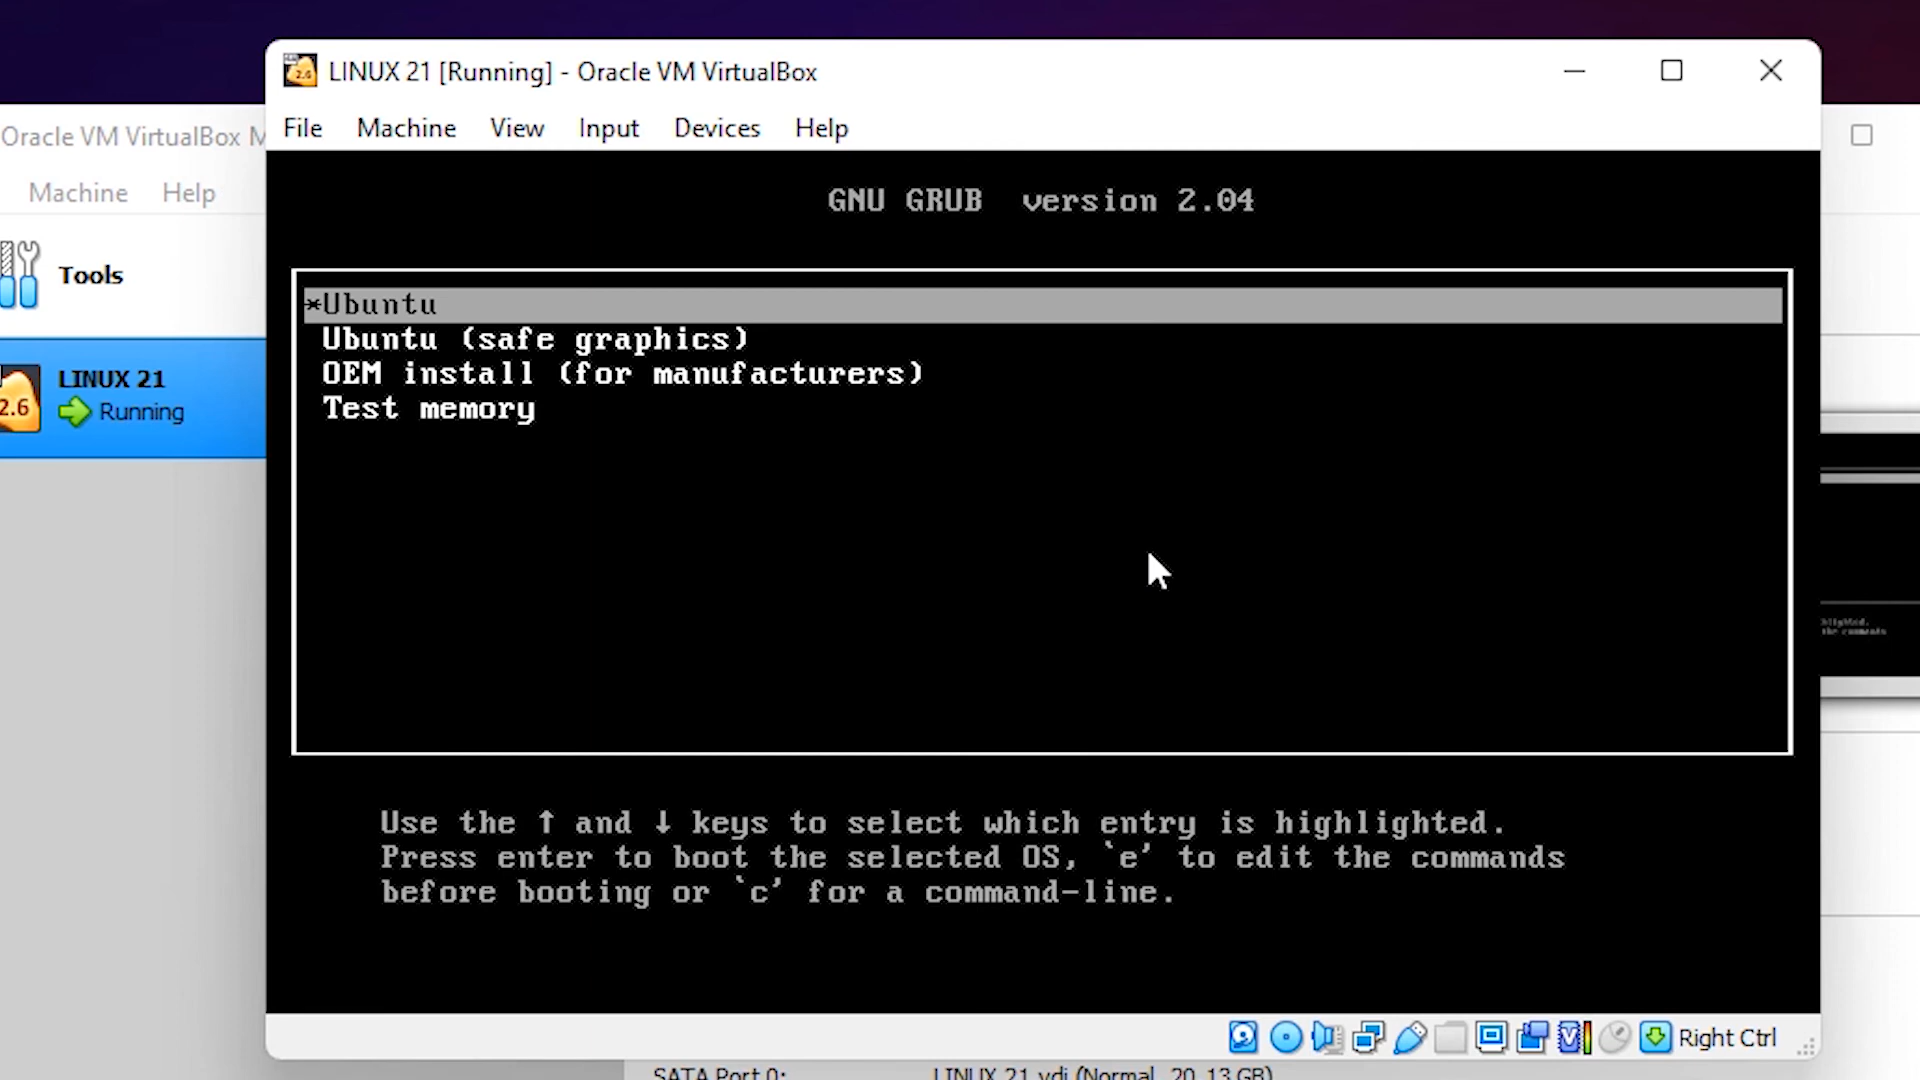 LINUX 21 [Running] - Oracle VM VirtualBox
File Machine View Input Devices Help
Oracle VM VirtualBox M
Machine Help
Tools
LINUX 21
Running
2.6
GNU GRUB version 2.04
*Ubuntu
Ubuntu (safe graphics)
OEM install (for manufacturers)
Test memory
Use the ↑ and ↓ keys to select which entry is highlighted.
Press enter to boot the selected OS, `e' to edit the commands
before booting or `c' for a command-line.
Right Ctrl
SATA Port 0: LINUX 21.vdi (Normal, 20.13 GB)